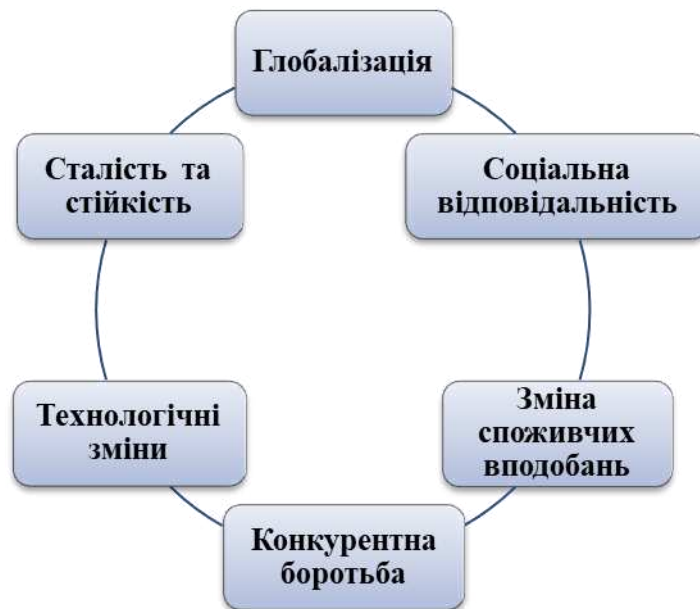 Глобалізація
Соціальна
відповідальність
Зміна
споживчих
вподобань
Конкурентна
боротьба
Технологічні
зміни
Сталість та
стійкість